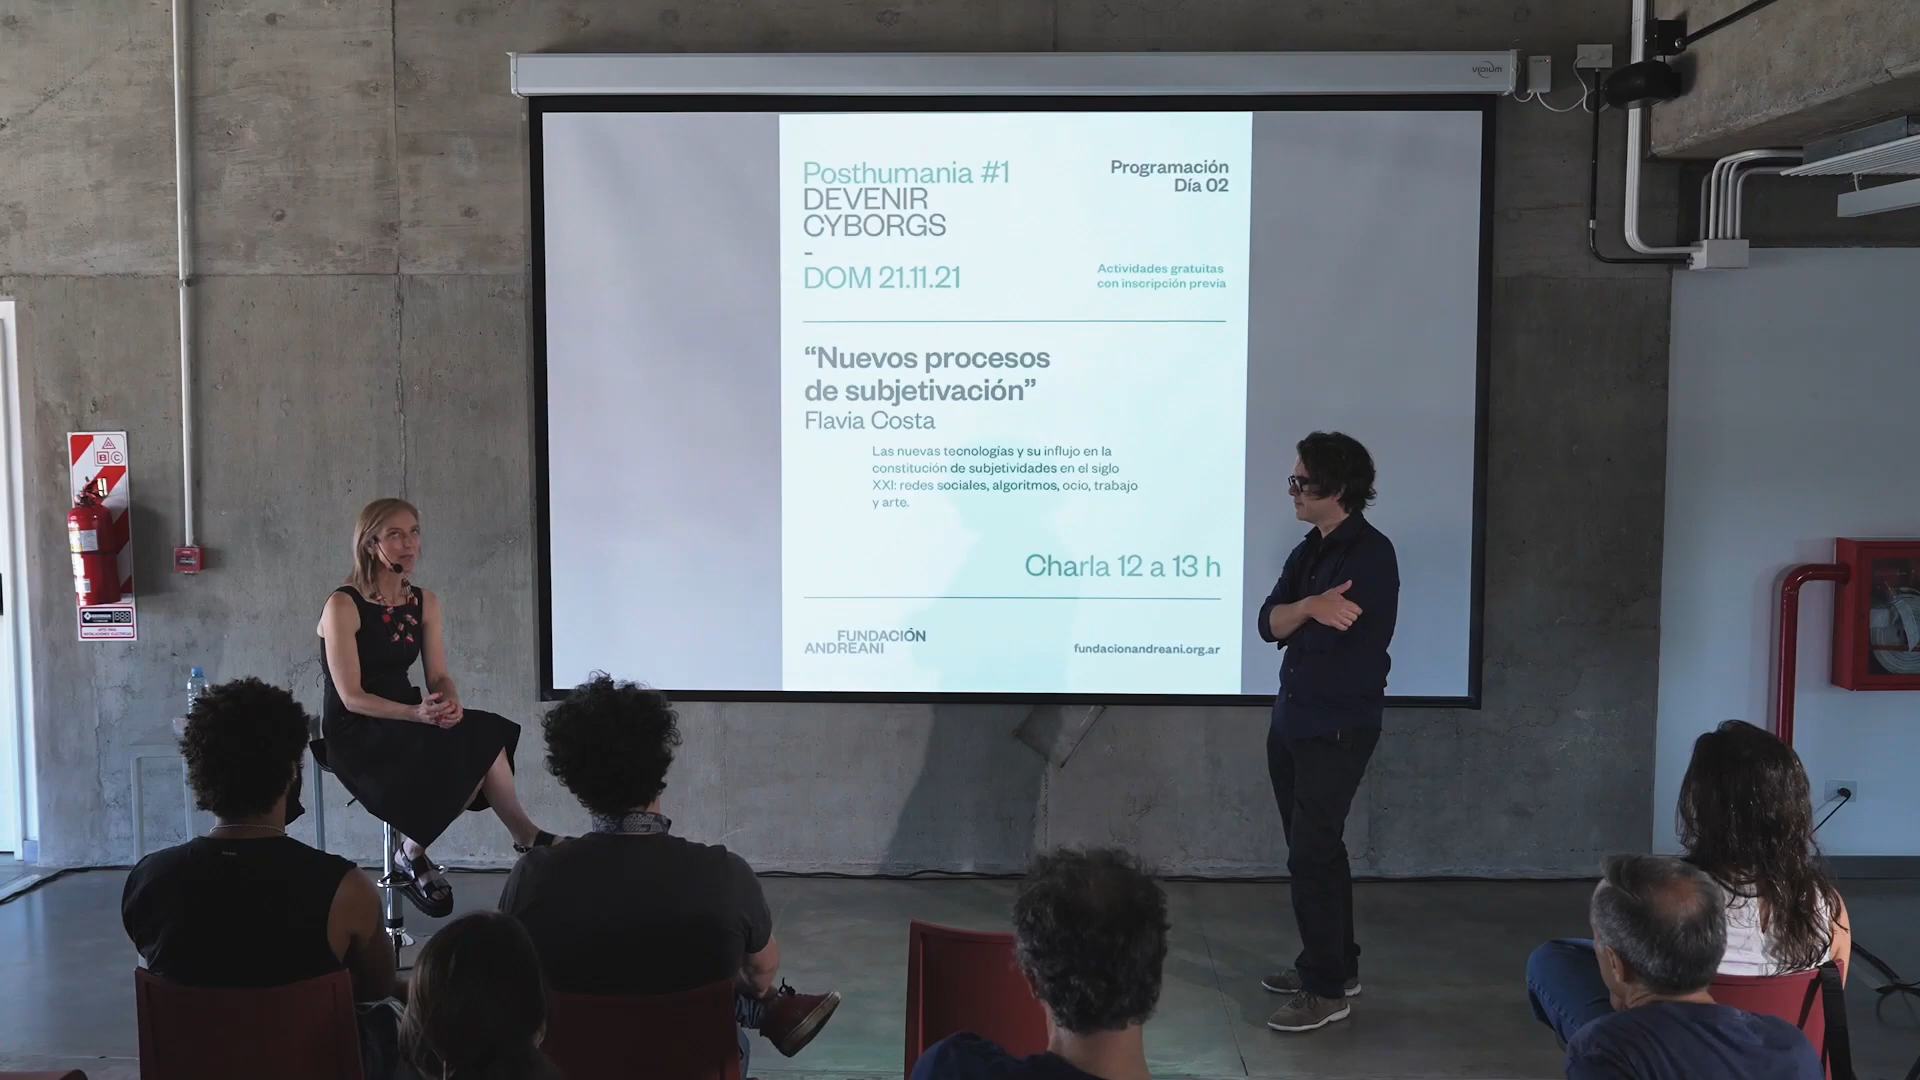 vidium
Posthumania #1
DEVENIR
CYBORGS
-
DOM 21.11.21
Programación
Día 02
Actividades gratuitas
con inscripción previa
“Nuevos procesos
de subjetivación”
Flavia Costa
Las nuevas tecnologías y su influjo en la
constitución de subjetividades en el siglo
XXI: redes sociales, algoritmos, ocio, trabajo
y arte.
Charla 12 a 13 h
FUNDACIÓN
ANDREANI
fundacionandreani.org.ar
A
B C